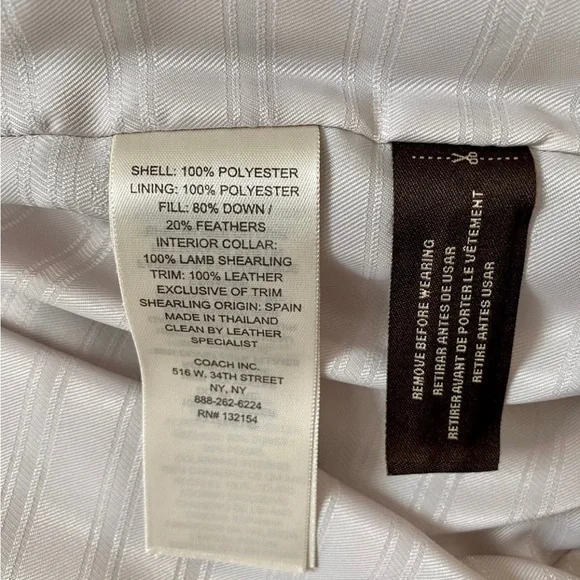 SHELL: 100% POLYESTER
LINING: 100% POLYESTER
FILL: 80% DOWN /
20% FEATHERS
INTERIOR COLLAR:
100% LAMB SHEARLING
TRIM: 100% LEATHER
EXCLUSIVE OF TRIM
SHEARLING ORIGIN: SPAIN
MADE IN THAILAND
CLEAN BY LEATHER
SPECIALIST
COACH INC.
516 W. 34TH STREET
NY, NY
888-262-6224
RN# 132154
REMOVE BEFORE WEARING
RETIRAR ANTES DE USAR
RETIRER AVANT DE PORTER LE VÊTEMENT
RETIRE ANTES USAR